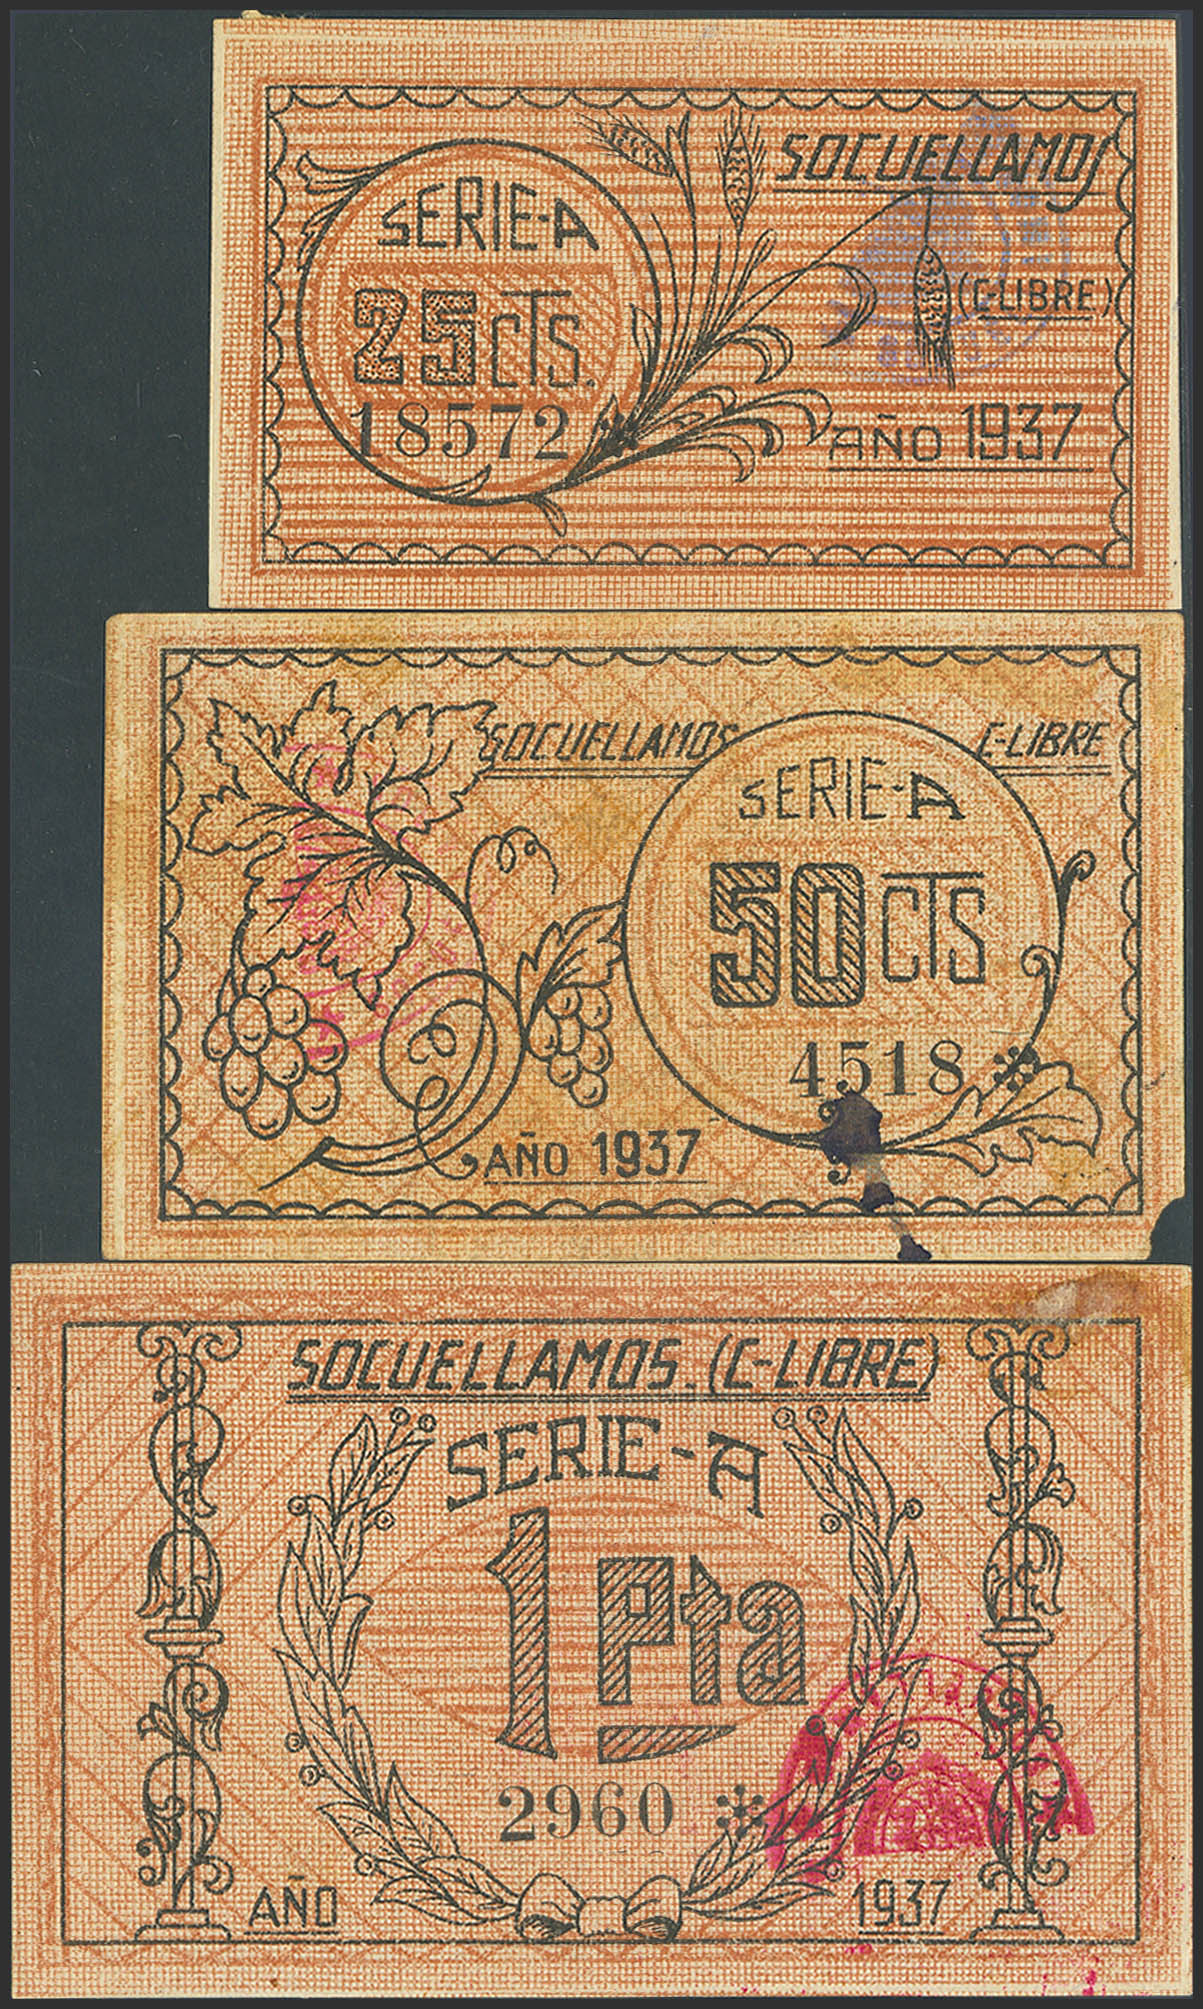 SOCUELLAMOS
SERIE-A
(C-LIBRE)
25 CTS.
18572
AÑO 1937
SOCUELLAMOS C-LIBRE
SERIE-A
50 CTS
4518
AÑO 1937
SOCUELLAMOS. (C-LIBRE)
SERIE-A
1 Pta
2960
AÑO 1937